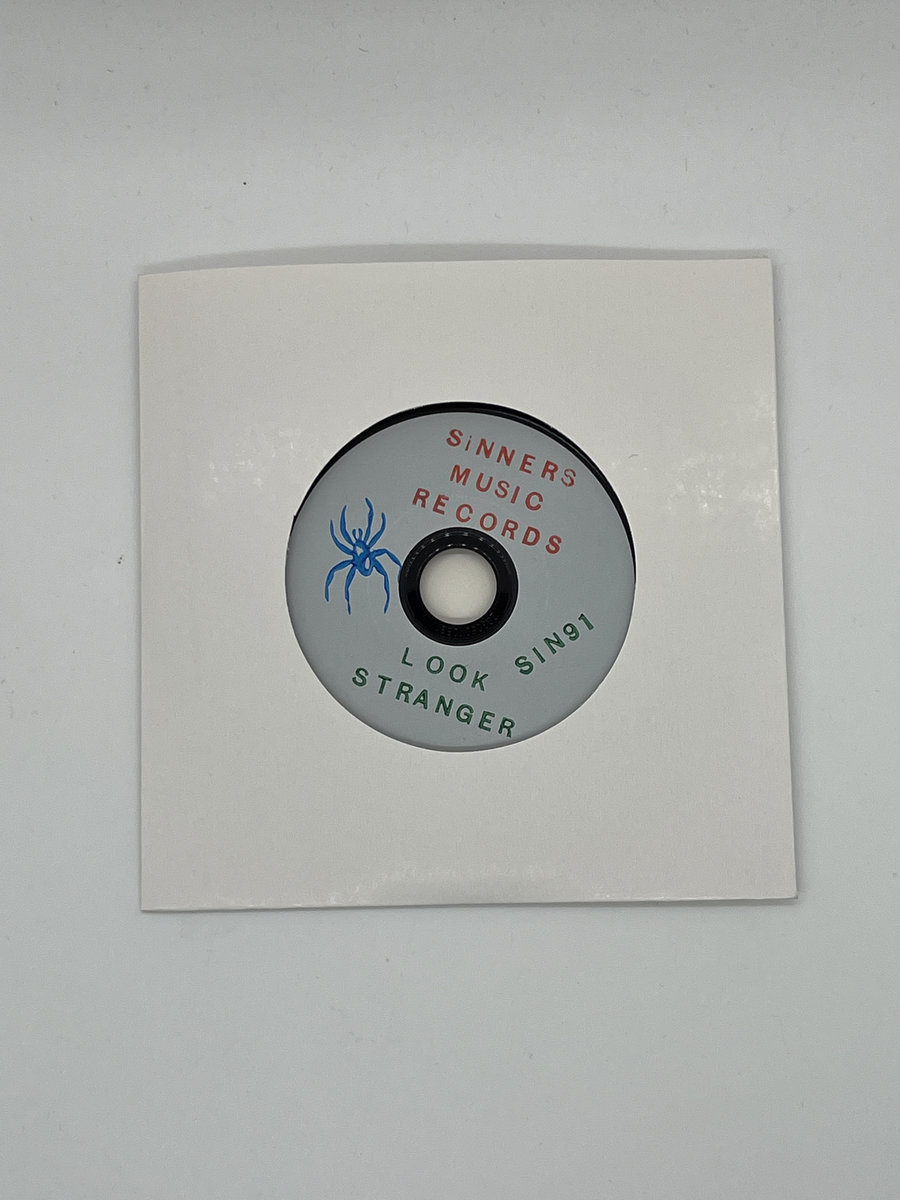 SiNNERS
MUSIC
RECORDS
LOOK SIN91
STRANGER